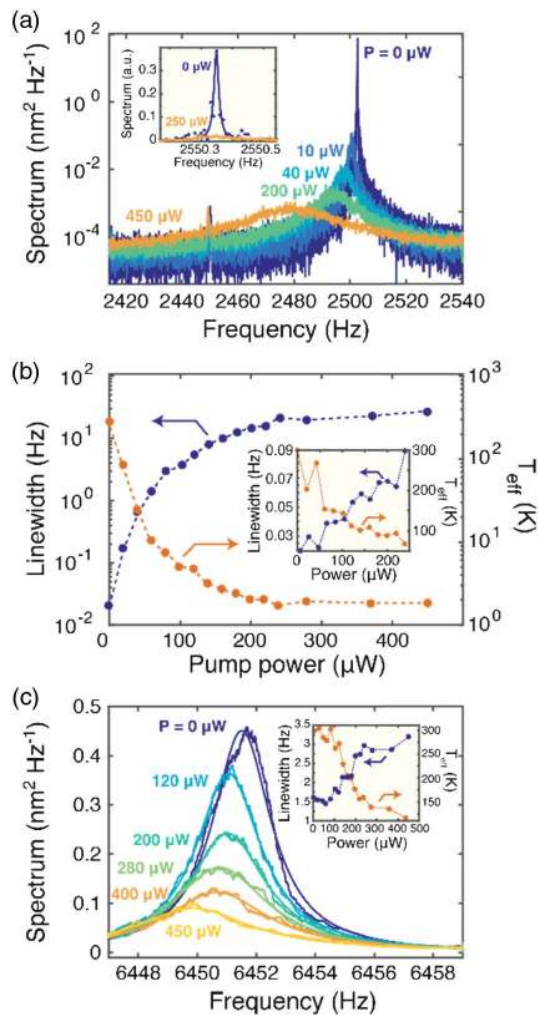 (a)
10²
10⁰
10⁻²
10⁻⁴
Spectrum (nm² Hz⁻¹)
P = 0 µW
10 µW
40 µW
200 µW
450 µW
0.3
0.2
0.1
0
Spectrum (a.u.)
0 µW
250 µW
2550.3
2550.5
Frequency (Hz)
2420 2440 2460 2480 2500 2520 2540
Frequency (Hz)
(b)
10²
10¹
10⁰
10⁻¹
10⁻²
Linewidth (Hz)
10³
10²
10¹
10⁰
T_eff (K)
0.09
0.07
0.05
0.03
Linewidth (Hz)
300
200
100
T_eff (K)
0 100 200
Power (µW)
0 100 200 300 400
Pump power (µW)
(c)
0.5
0.4
0.3
0.2
0.1
0
Spectrum (nm² Hz⁻¹)
P = 0 µW
120 µW
200 µW
280 µW
400 µW
450 µW
3.5
3
2.5
2
1.5
1
Linewidth (Hz)
300
250
200
150
T_eff (K)
0 100 200 300 400 500
Power (µW)
6448 6450 6452 6454 6456 6458
Frequency (Hz)